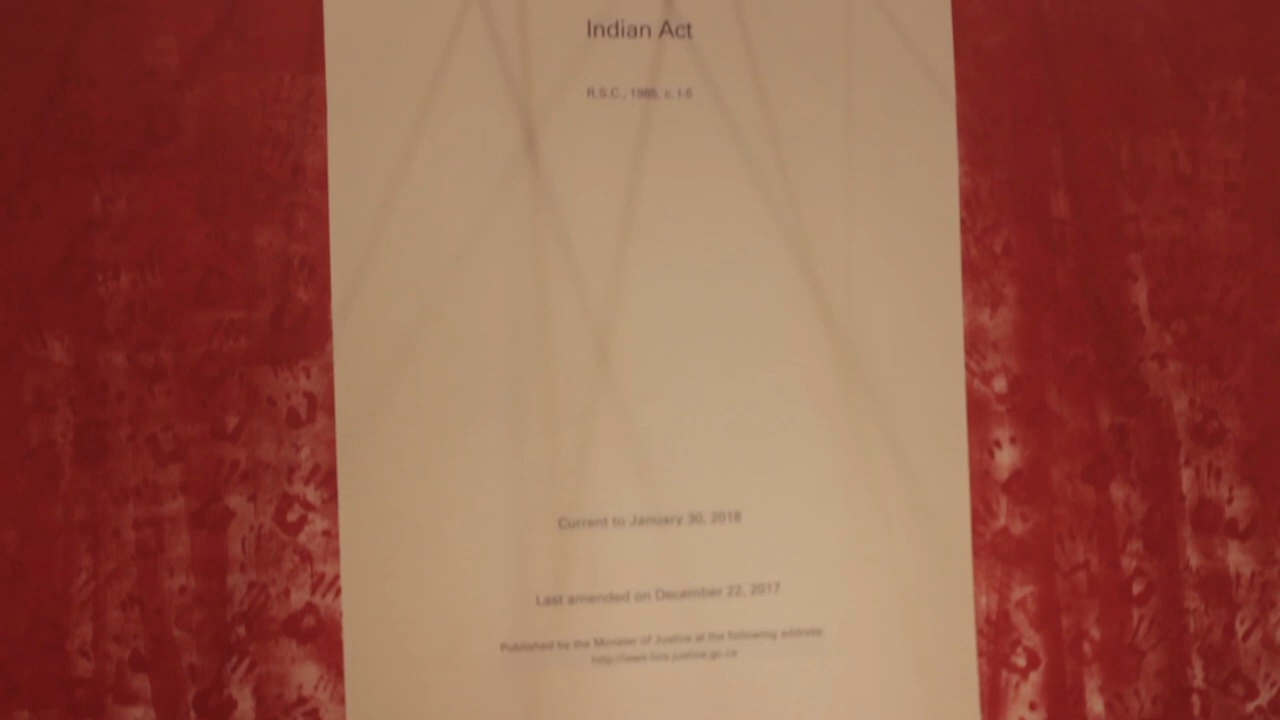 Indian Act
R.S.C., 1985, c. I-5
Current to January 30, 2018
Last amended on December 22, 2017
Published by the Minister of Justice at the following address:
http://laws-lois.justice.gc.ca